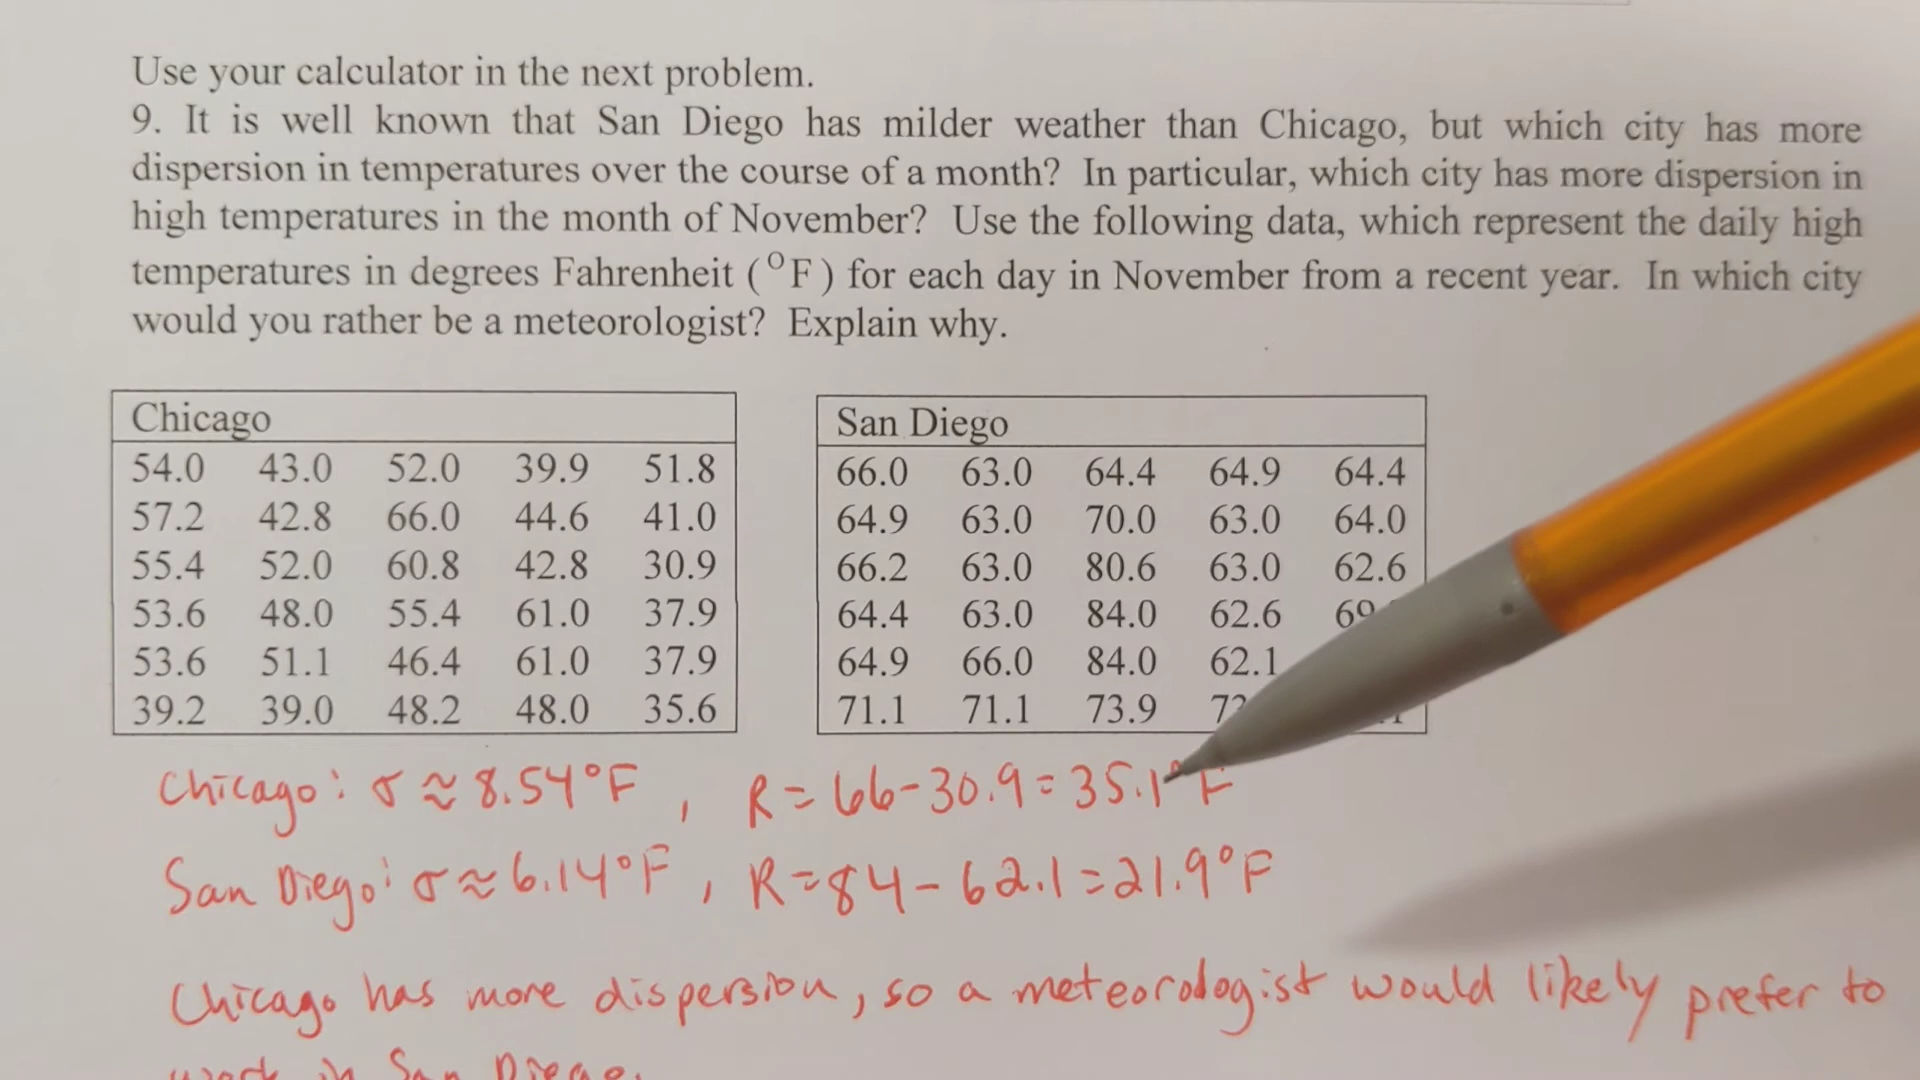 Use your calculator in the next problem.
9. It is well known that San Diego has milder weather than Chicago, but which city has more
dispersion in temperatures over the course of a month? In particular, which city has more dispersion in
high temperatures in the month of November? Use the following data, which represent the daily high
temperatures in degrees Fahrenheit (°F) for each day in November from a recent year. In which city
would you rather be a meteorologist? Explain why.
Chicago
54.0 43.0 52.0 39.9 51.8
57.2 42.8 66.0 44.6 41.0
55.4 52.0 60.8 42.8 30.9
53.6 48.0 55.4 61.0 37.9
53.6 51.1 46.4 61.0 37.9
39.2 39.0 48.2 48.0 35.6
San Diego
66.0 63.0 64.4 64.9 64.4
64.9 63.0 70.0 63.0 64.0
66.2 63.0 80.6 63.0 62.6
64.4 63.0 84.0 62.6
64.9 66.0 84.0 62.1
71.1 71.1 73.9
Chicago: σ ≈ 8.54°F , R = 66-30.9 = 35.1°F
San Diego: σ ≈ 6.14°F , R = 84 - 62.1 = 21.9°F
Chicago has more dispersion, so a meteorologist would likely prefer to
work in San Diego.